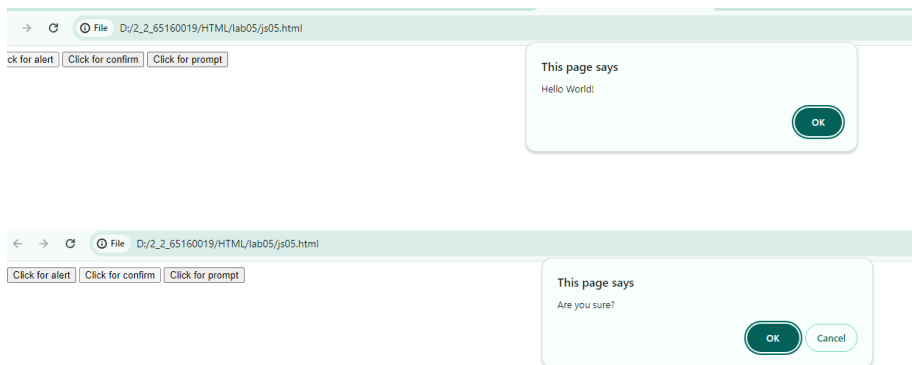 File D:/2_2_65160019/HTML/lab05/js05.html
ck for alert Click for confirm Click for prompt
This page says
Hello World!
OK
File D:/2_2_65160019/HTML/lab05/js05.html
Click for alert Click for confirm Click for prompt
This page says
Are you sure?
OK Cancel